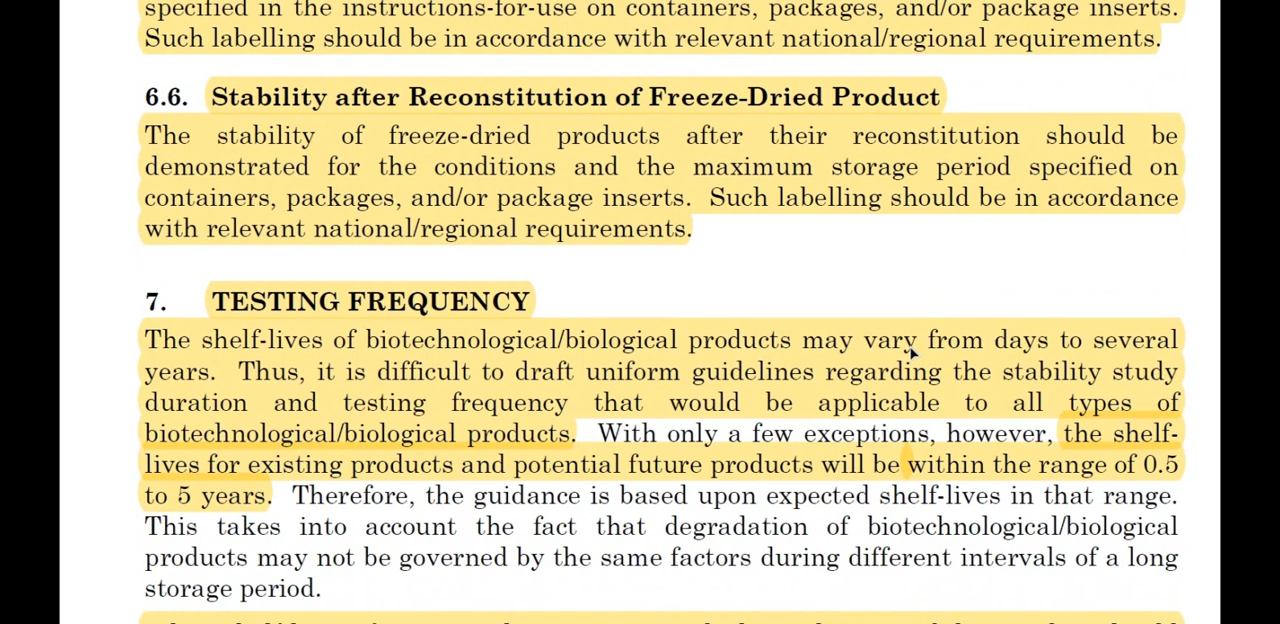 specified in the instructions-for-use on containers, packages, and/or package inserts.
Such labelling should be in accordance with relevant national/regional requirements.
6.6. Stability after Reconstitution of Freeze-Dried Product
The stability of freeze-dried products after their reconstitution should be
demonstrated for the conditions and the maximum storage period specified on
containers, packages, and/or package inserts. Such labelling should be in accordance
with relevant national/regional requirements.
7. TESTING FREQUENCY
The shelf-lives of biotechnological/biological products may vary from days to several
years. Thus, it is difficult to draft uniform guidelines regarding the stability study
duration and testing frequency that would be applicable to all types of
biotechnological/biological products. With only a few exceptions, however, the shelf-
lives for existing products and potential future products will be within the range of 0.5
to 5 years. Therefore, the guidance is based upon expected shelf-lives in that range.
This takes into account the fact that degradation of biotechnological/biological
products may not be governed by the same factors during different intervals of a long
storage period.